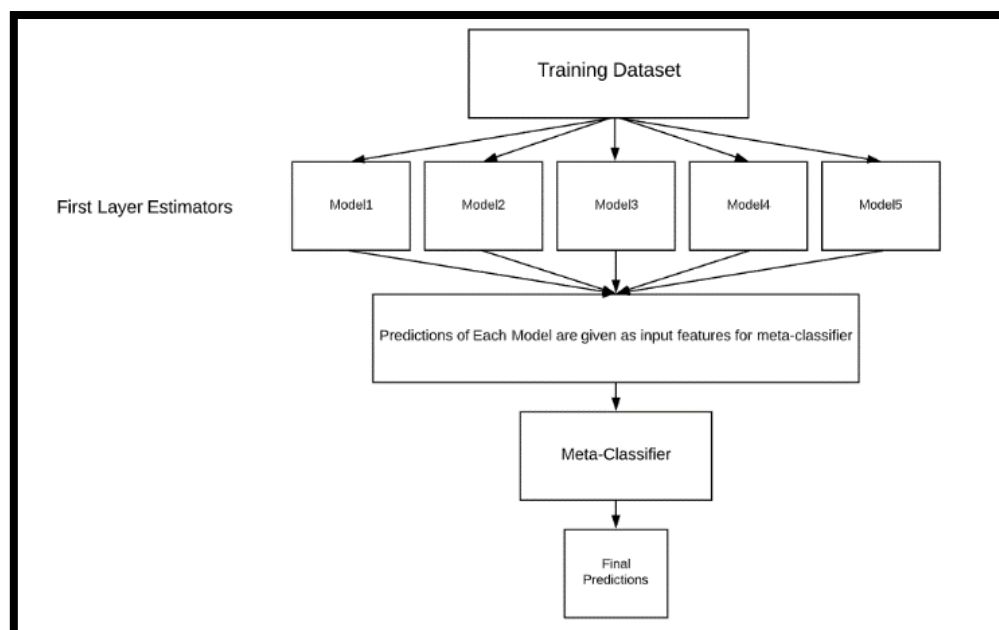 Training Dataset
First Layer Estimators
Model1
Model2
Model3
Model4
Model5
Predictions of Each Model are given as input features for meta-classifier
Meta-Classifier
Final
Predictions